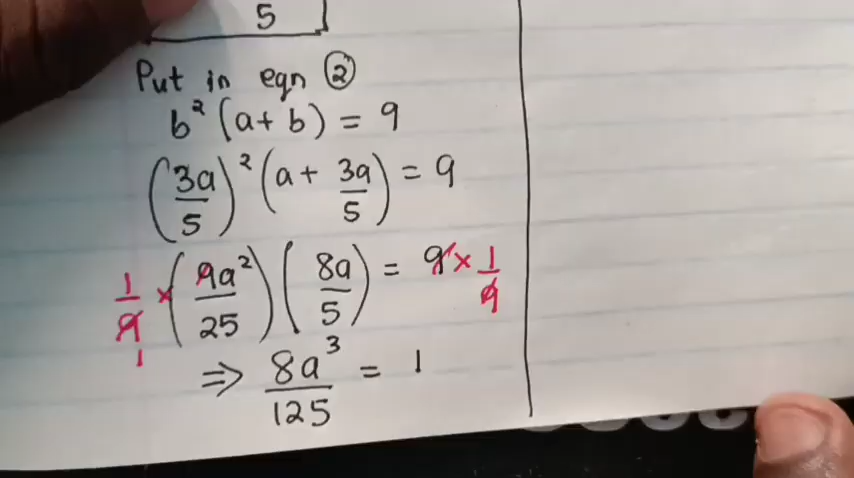 5
Put in eqn ②
b² (a + b) = 9
(3a/5)² (a + 3a/5) = 9
1/9 × (9a²/25) (8a/5) = 9 × 1/9
1
⇒ 8a³/125 = 1